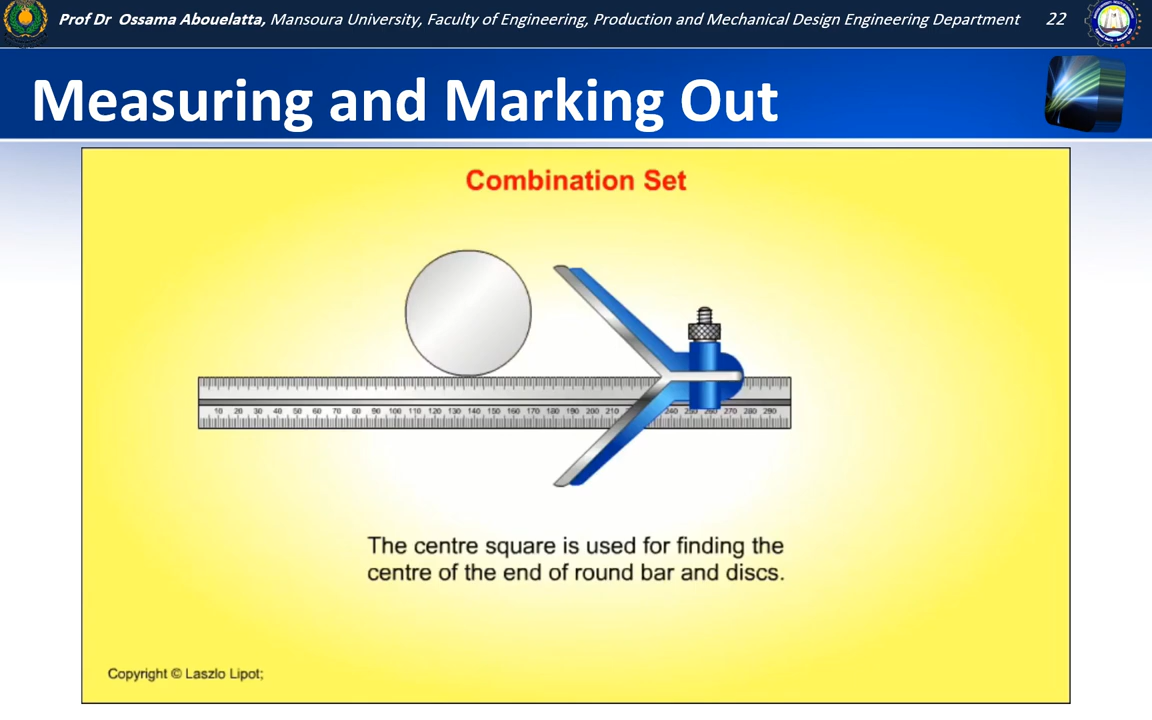 Prof Dr Ossama Abouelatta, Mansoura University, Faculty of Engineering, Production and Mechanical Design Engineering Department 22
Measuring and Marking Out
Combination Set
10 20 30 40 50 60 70 80 90 100 110 120 130 140 150 160 170 180 190 200 210 240 250 260 270 280 290
The centre square is used for finding the
centre of the end of round bar and discs.
Copyright © Laszlo Lipot;